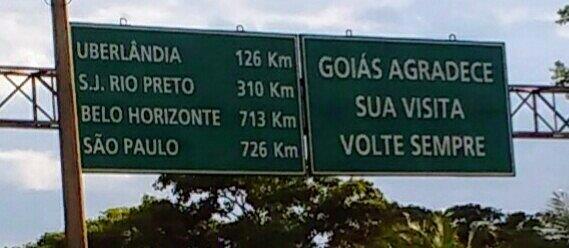 UBERLÂNDIA 126 Km
S.J. RIO PRETO 310 Km
BELO HORIZONTE 713 Km
SÃO PAULO 726 Km
GOIÁS AGRADECE
SUA VISITA
VOLTE SEMPRE